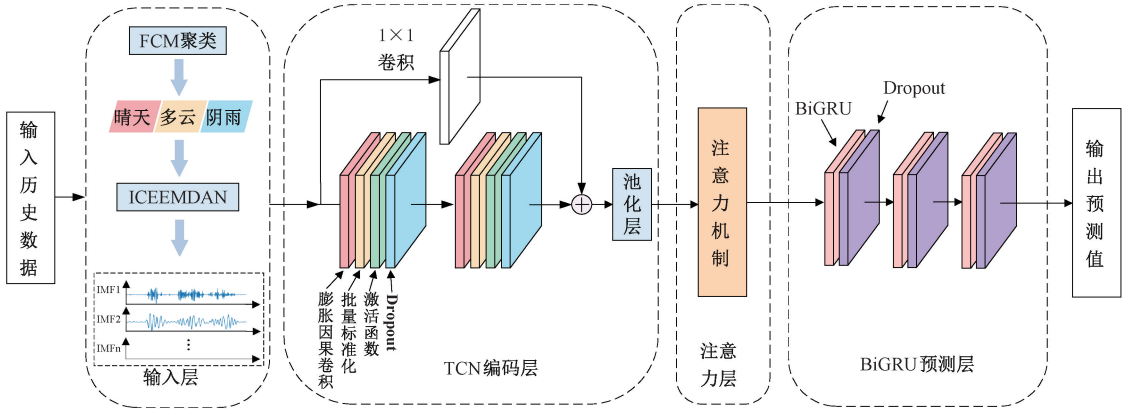 输入历史数据
FCM聚类
晴天 多云 阴雨
ICEEMDAN
IMF1
IMF2
IMFn
⋮
输入层
1×1
卷积
膨胀因果卷积
批量标准化
激活函数
Dropout
池化层
TCN编码层
注意力机制
注意
力层
BiGRU
Dropout
BiGRU预测层
输出预测值